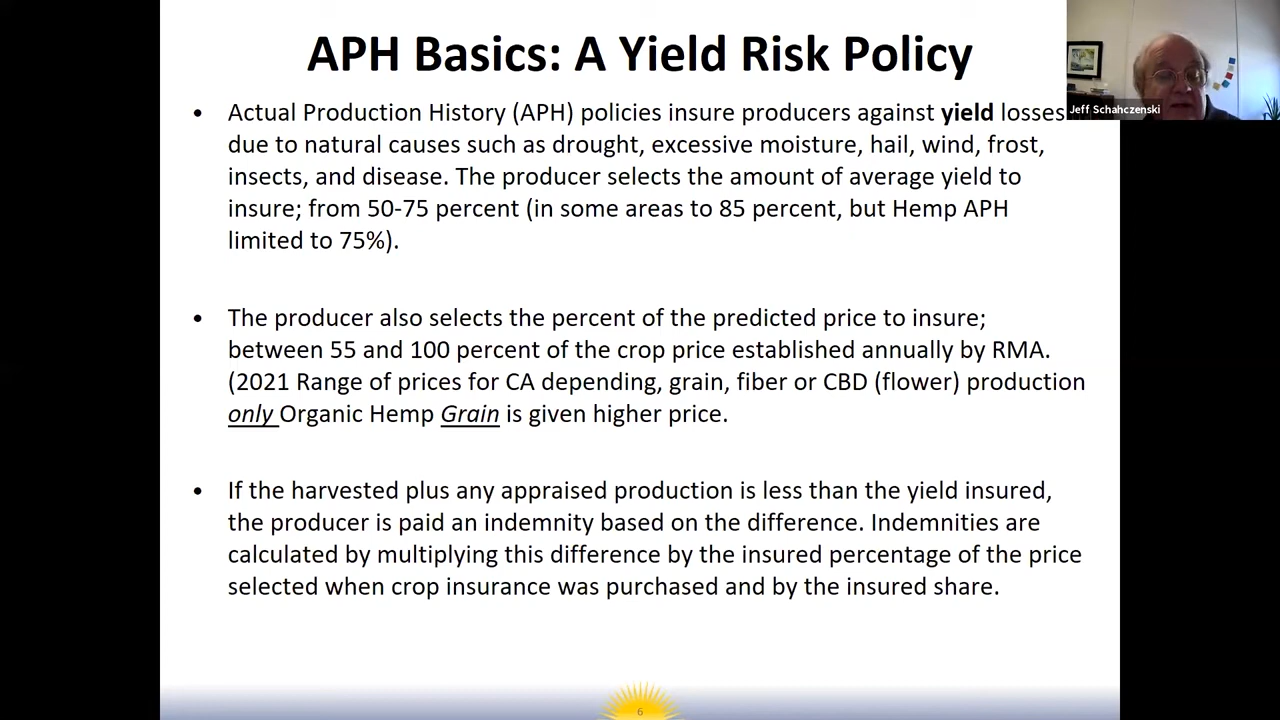 APH Basics: A Yield Risk Policy
Jeff Schahczenski
• Actual Production History (APH) policies insure producers against yield losses
due to natural causes such as drought, excessive moisture, hail, wind, frost,
insects, and disease. The producer selects the amount of average yield to
insure; from 50-75 percent (in some areas to 85 percent, but Hemp APH
limited to 75%).
• The producer also selects the percent of the predicted price to insure;
between 55 and 100 percent of the crop price established annually by RMA.
(2021 Range of prices for CA depending, grain, fiber or CBD (flower) production
only Organic Hemp Grain is given higher price.
• If the harvested plus any appraised production is less than the yield insured,
the producer is paid an indemnity based on the difference. Indemnities are
calculated by multiplying this difference by the insured percentage of the price
selected when crop insurance was purchased and by the insured share.
6